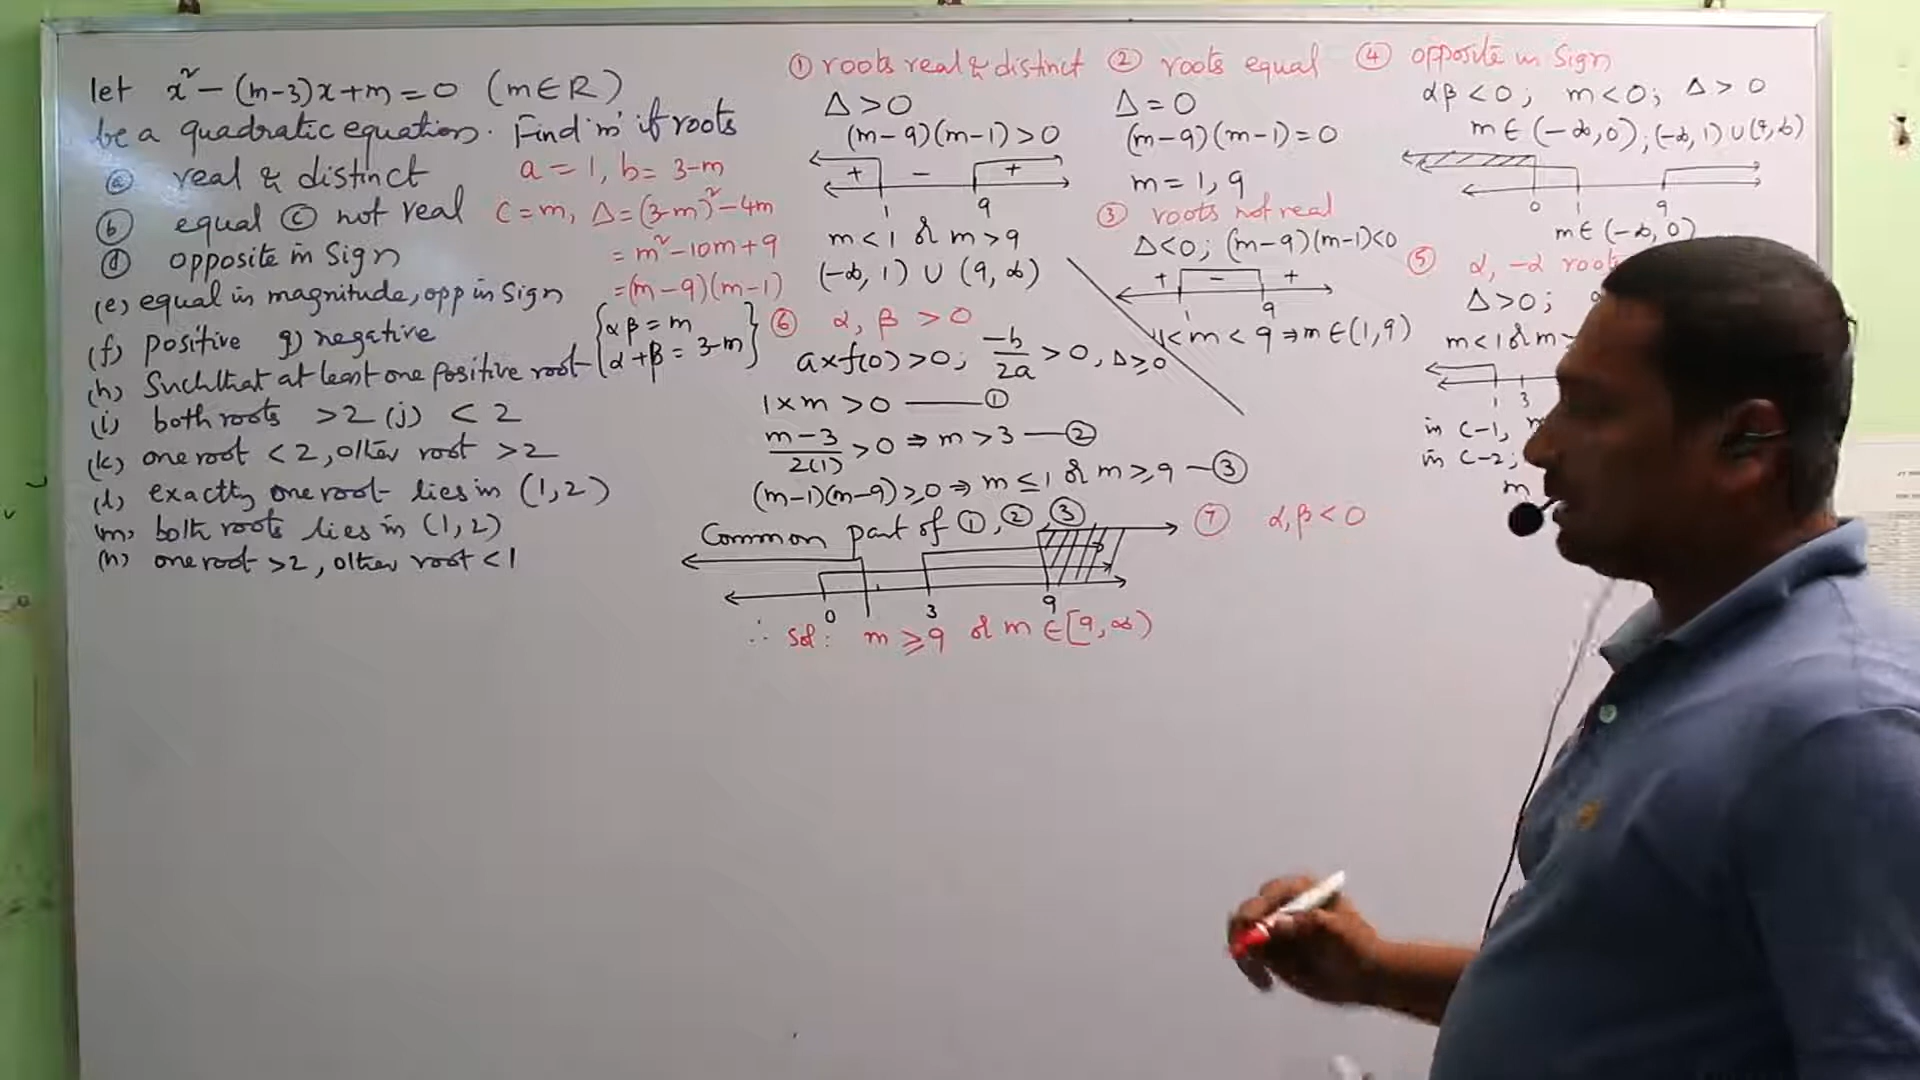 let x² - (m-3)x + m = 0 (m∈R)
be a quadratic equation. Find 'm' if roots
ⓐ real & distinct
ⓑ equal ⓒ not real
ⓓ opposite in Sign
(e) equal in magnitude, opp in Sign
(f) positive g) negative
(h) Such that at least one positive root
(i) both roots > 2 (j) < 2
(k) one root < 2, other root > 2
(l) exactly one root lies in (1,2)
(m) both roots lies in (1,2)
(n) one root > 2, other root < 1
a = 1, b = 3-m
C = m, Δ = (3-m)² - 4m
= m² - 10m + 9
= (m-9)(m-1)
{αβ = m
α+β = 3-m}
① roots real & distinct
Δ > 0
(m-9)(m-1) > 0
+ - +
1 9
m < 1 or m > 9
(-∞, 1) ∪ (9, ∞)
② roots equal
Δ = 0
(m-9)(m-1) = 0
m = 1, 9
③ roots not real
Δ<0; (m-9)(m-1)<0
+ - +
1 9
1< m < 9 ⇒ m ∈ (1,9)
④ opposite in Sign
αβ < 0; m < 0; Δ > 0
m ∈ (-∞, 0); (-∞, 1) ∪ (9, ∞)
0 1 9
m ∈ (-∞, 0)
⑤ α, -α
Δ>0;
m<1 or m
1 3
in C-1,
in C-2;
m
⑥ α, β > 0
a×f(0) > 0; -b/2a > 0, Δ ≥ 0
1×m > 0 — ①
m-3/2(1) > 0 ⇒ m > 3 — ②
(m-1)(m-9) ≥ 0 ⇒ m ≤ 1 or m ≥ 9 — ③
Common part of ①, ②, ③
0 3 9
∴ Sol: m ≥ 9 or m ∈ [9, ∞)
⑦ α, β < 0